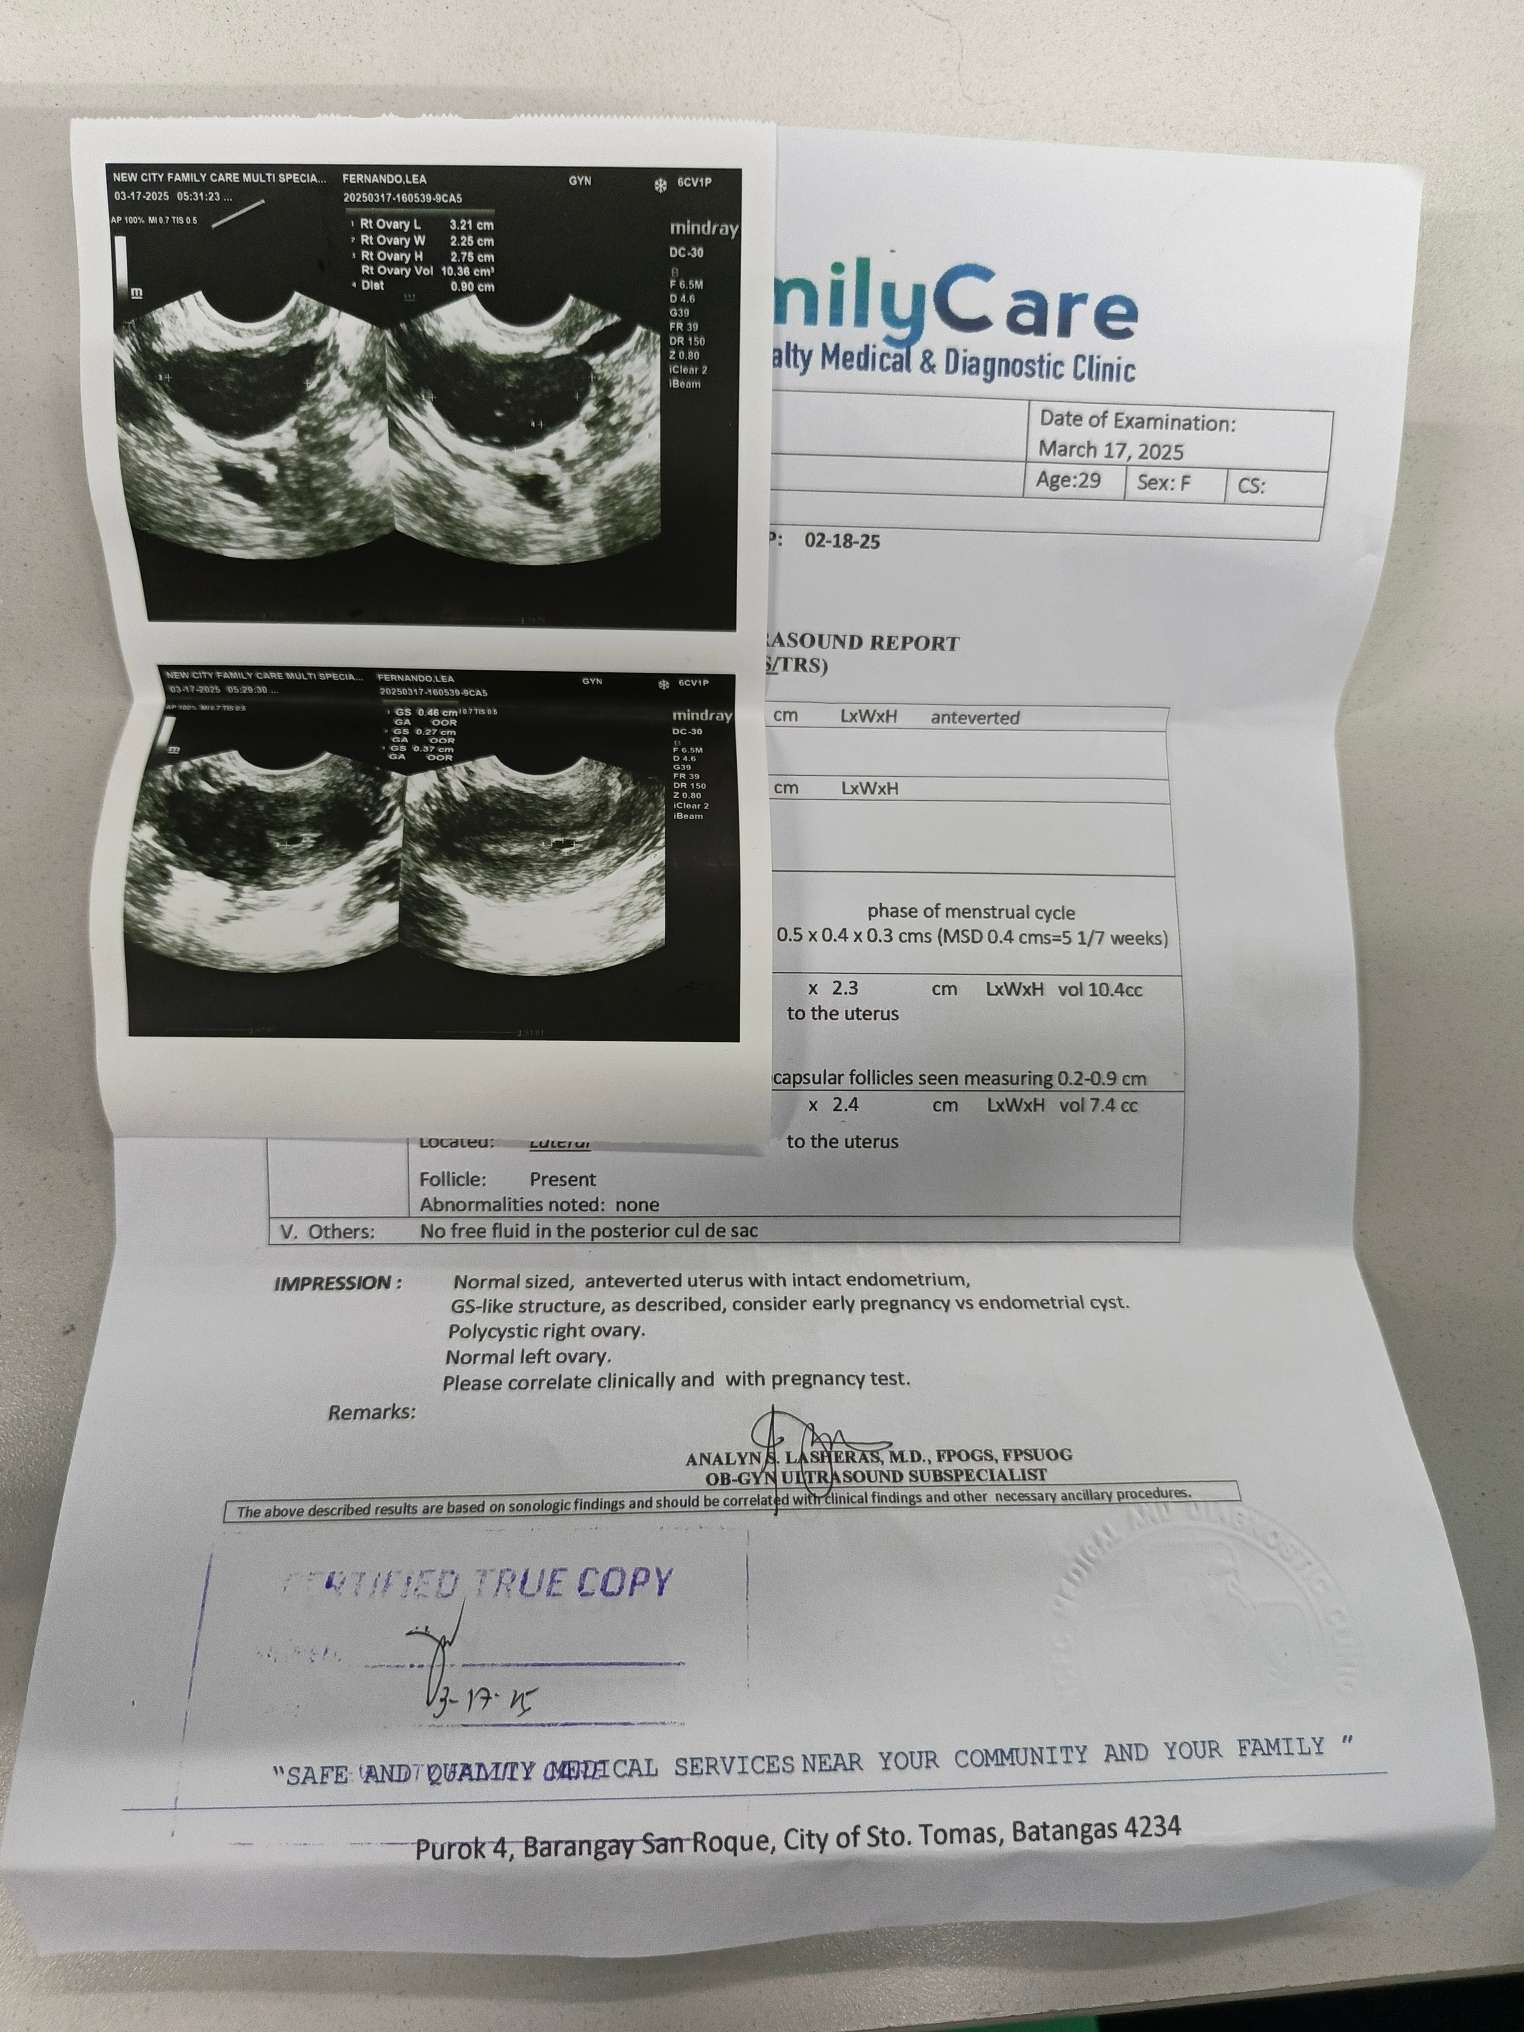 NEW CITY FAMILY CARE MULTI SPECIA... FERNANDO,LEA GYN 6CV1P
03-17-2025 05:31:23 ... 20250317-160539-9CA5
AP 100% MI 0.7 TIS 0.5
1 Rt Ovary L 3.21 cm
2 Rt Ovary W 2.25 cm
3 Rt Ovary H 2.75 cm
Rt Ovary Vol 10.36 cm³
4 Dist 0.90 cm
mindray
DC-30
B
F 6.5M
D 4.6
G39
FR 39
DR 150
Z 0.80
iClear 2
iBeam
m
NEW CITY FAMILY CARE MULTI SPECIA... FERNANDO,LEA GYN 6CV1P
03-17-2025 05:29:30 ... 20250317-160539-9CA5
AP 100% MI 0.7 TIS 0.5
1 GS 0.46 cm
GA OOR
2 GS 0.27 cm
GA OOR
3 GS 0.37 cm
GA OOR
mindray
DC-30
B
F 6.5M
D 4.6
G39
FR 39
DR 150
Z 0.80
iClear 2
iBeam
m
milyCare
alty Medical & Diagnostic Clinic
Date of Examination:
March 17, 2025
Age:29 Sex: F CS:
P: 02-18-25
RASOUND REPORT
S/TRS)
cm LxWxH anteverted
cm LxWxH
phase of menstrual cycle
0.5 x 0.4 x 0.3 cms (MSD 0.4 cms=5 1/7 weeks)
x 2.3 cm LxWxH vol 10.4cc
to the uterus
capsular follicles seen measuring 0.2-0.9 cm
x 2.4 cm LxWxH vol 7.4 cc
Located: Lateral to the uterus
Follicle: Present
Abnormalities noted: none
V. Others: No free fluid in the posterior cul de sac
IMPRESSION : Normal sized, anteverted uterus with intact endometrium,
GS-like structure, as described, consider early pregnancy vs endometrial cyst.
Polycystic right ovary.
Normal left ovary.
Please correlate clinically and with pregnancy test.
Remarks:
ANALYN S. LASHERAS, M.D., FPOGS, FPSUOG
OB-GYN ULTRASOUND SUBSPECIALIST
The above described results are based on sonologic findings and should be correlated with clinical findings and other necessary ancillary procedures.
CERTIFIED TRUE COPY
3-17-25
MEDICAL AND DIAGNOSTIC CLINIC
"SAFE AND QUALITY MEDICAL SERVICES NEAR YOUR COMMUNITY AND YOUR FAMILY "
Purok 4, Barangay San Roque, City of Sto. Tomas, Batangas 4234